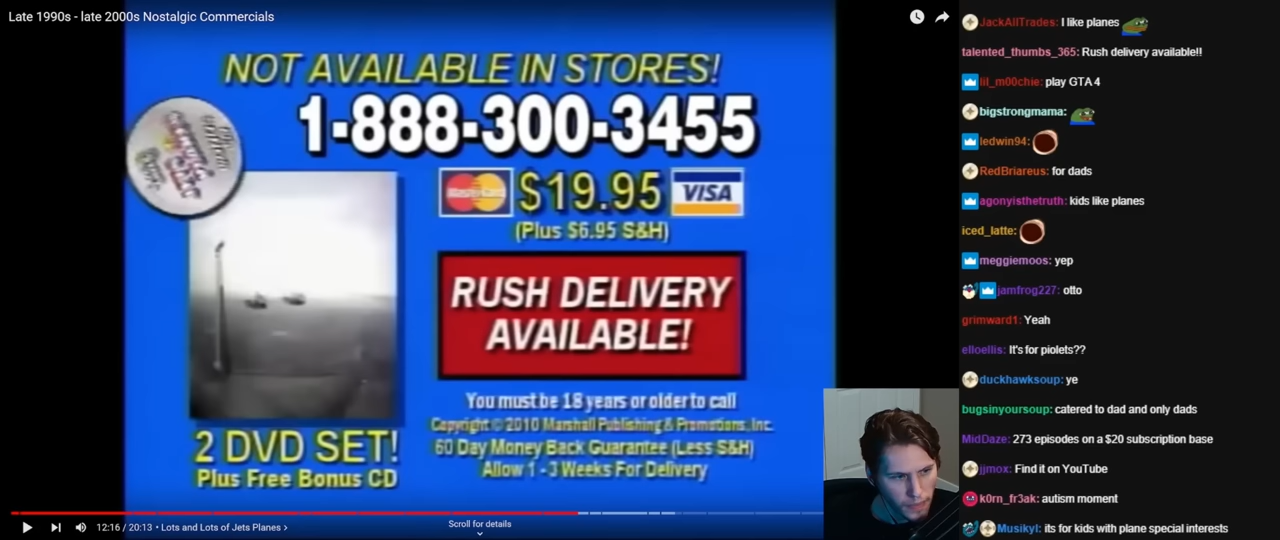 Late 1990s - late 2000s Nostalgic Commercials
NOT AVAILABLE IN STORES!
1-888-300-3455
MasterCard
$19.95
VISA
(Plus $6.95 S&H)
RUSH DELIVERY
AVAILABLE!
2 DVD SET!
Plus Free Bonus CD
You must be 18 years or older to call
Copyright © 2010 Marshall Publishing & Promotions, Inc.
60 Day Money Back Guarantee (Less S&H)
Allow 1 - 3 Weeks For Delivery
12:16 / 20:13 • Lots and Lots of Jets Planes >
Scroll for details
JackAllTrades: I like planes
talented_thumbs_365: Rush delivery available!!
lil_m00chie: play GTA 4
bigstrongmama:
ledwin94:
RedBriareus: for dads
agonyisthetruth: kids like planes
iced_latte:
meggiemoos: yep
jamfrog227: otto
grimward1: Yeah
elloellis: It's for piolets??
duckhawksoup: ye
bugsinyoursoup: catered to dad and only dads
MidDaze: 273 episodes on a $20 subscription base
jjmox: Find it on YouTube
k0rn_fr3ak: autism moment
Musikyl: its for kids with plane special interests